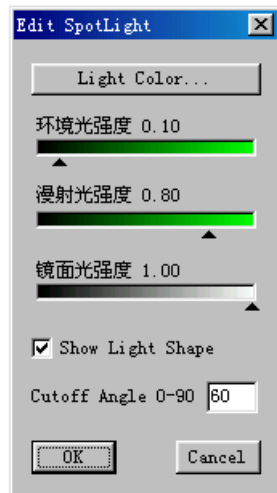 Edit SpotLight
Light Color...
环境光强度 0.10
漫射光强度 0.80
镜面光强度 1.00
Show Light Shape
Cutoff Angle 0-90 60
OK Cancel